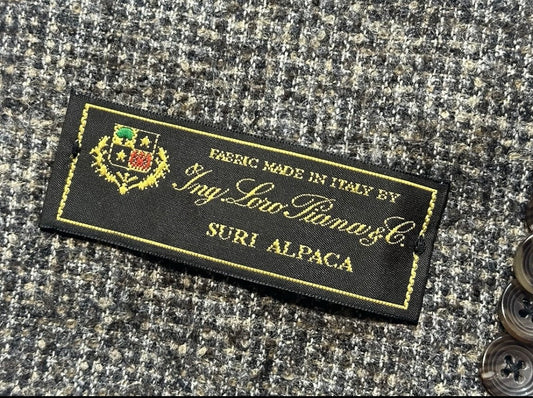 FABRIC MADE IN ITALY BY
Ing. Loro Piana & C.
SURI ALPACA